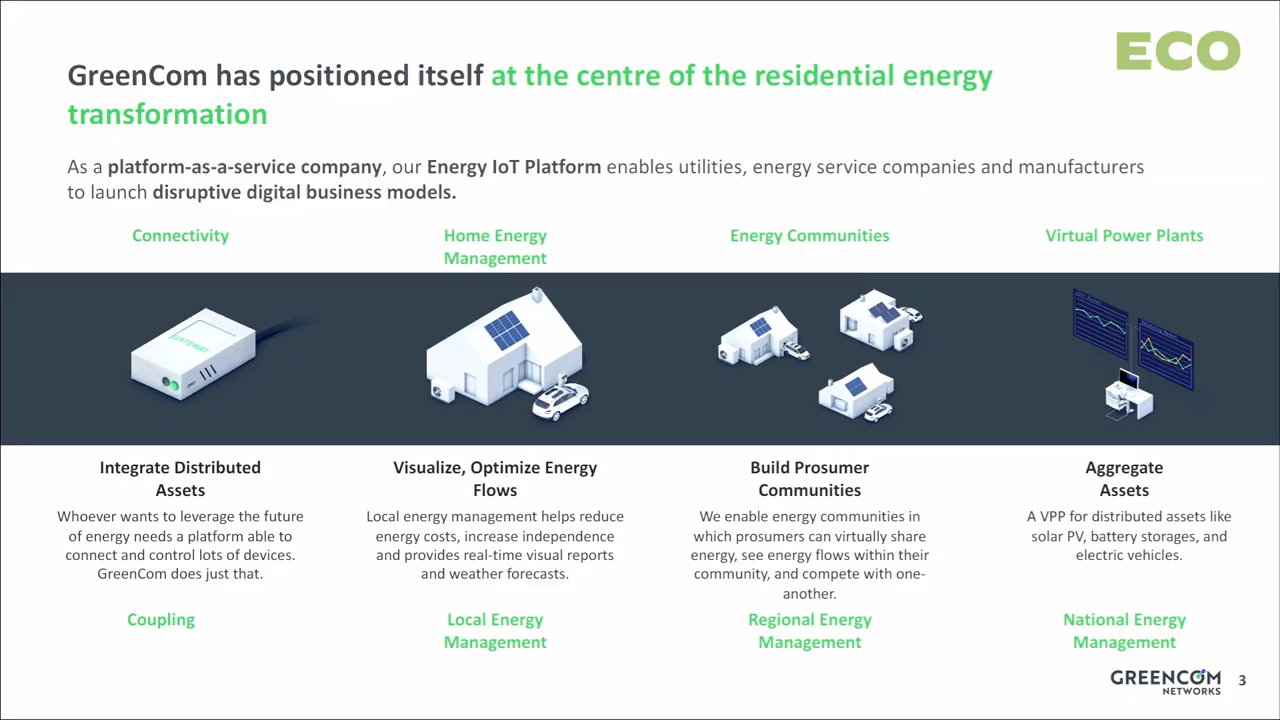 ECO
GreenCom has positioned itself at the centre of the residential energy
transformation
As a platform-as-a-service company, our Energy IoT Platform enables utilities, energy service companies and manufacturers
to launch disruptive digital business models.
Connectivity
Home Energy
Management
Energy Communities
Virtual Power Plants
GATEWAY
Integrate Distributed
Assets
Whoever wants to leverage the future
of energy needs a platform able to
connect and control lots of devices.
GreenCom does just that.
Coupling
Visualize, Optimize Energy
Flows
Local energy management helps reduce
energy costs, increase independence
and provides real-time visual reports
and weather forecasts.
Local Energy
Management
Build Prosumer
Communities
We enable energy communities in
which prosumers can virtually share
energy, see energy flows within their
community, and compete with one-
another.
Regional Energy
Management
Aggregate
Assets
A VPP for distributed assets like
solar PV, battery storages, and
electric vehicles.
National Energy
Management
GREENCOM
NETWORKS
3